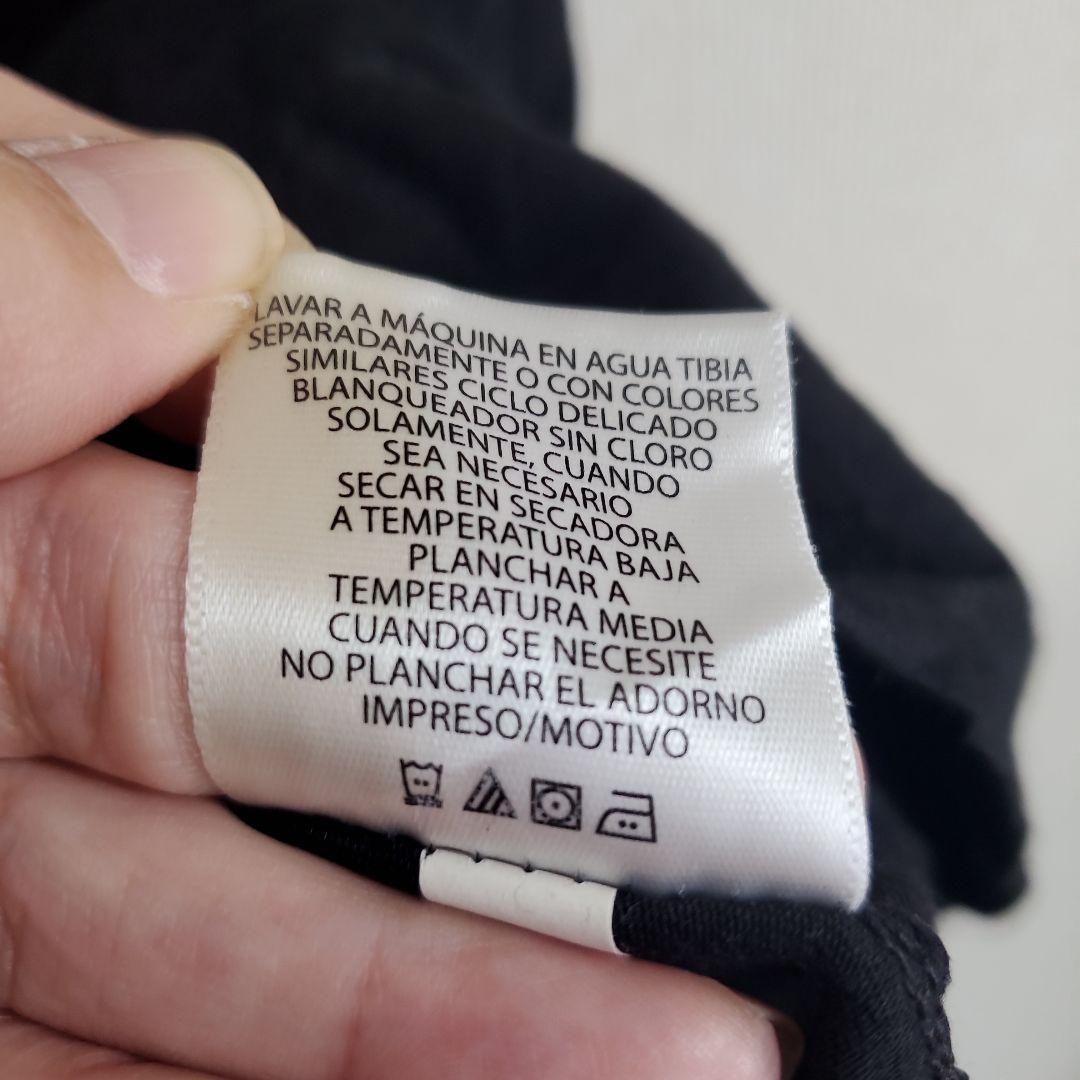 LAVAR A MÁQUINA EN AGUA TIBIA
SEPARADAMENTE O CON COLORES
SIMILARES CICLO DELICADO
BLANQUEADOR SIN CLORO
SOLAMENTE, CUANDO
SEA NECESARIO
SECAR EN SECADORA
A TEMPERATURA BAJA
PLANCHAR A
TEMPERATURA MEDIA
CUANDO SE NECESITE
NO PLANCHAR EL ADORNO
IMPRESO/MOTIVO